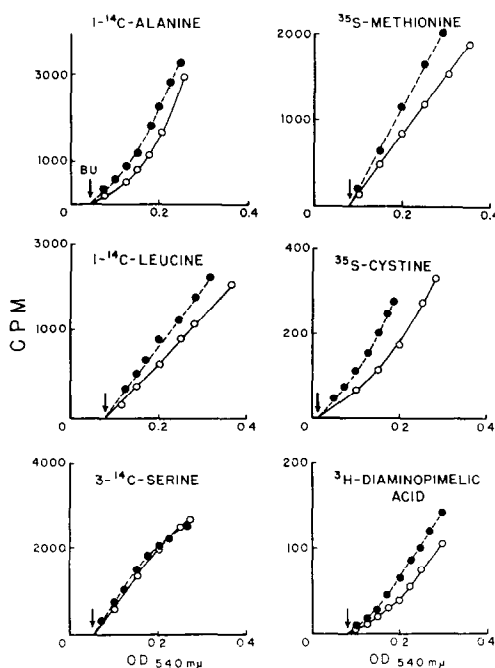 1-¹⁴C-ALANINE
3000
1000
BU
0
0.2
0.4
³⁵S-METHIONINE
2000
1000
0
0.2
0.4
CPM
1-¹⁴C-LEUCINE
3000
1000
0
0.2
0.4
³⁵S-CYSTINE
400
200
0
0.2
0.4
3-¹⁴C-SERINE
4000
2000
0
0.2
0.4
OD 540 mμ
³H-DIAMINOPIMELIC
ACID
200
100
0
0.2
0.4
OD 540 mμ